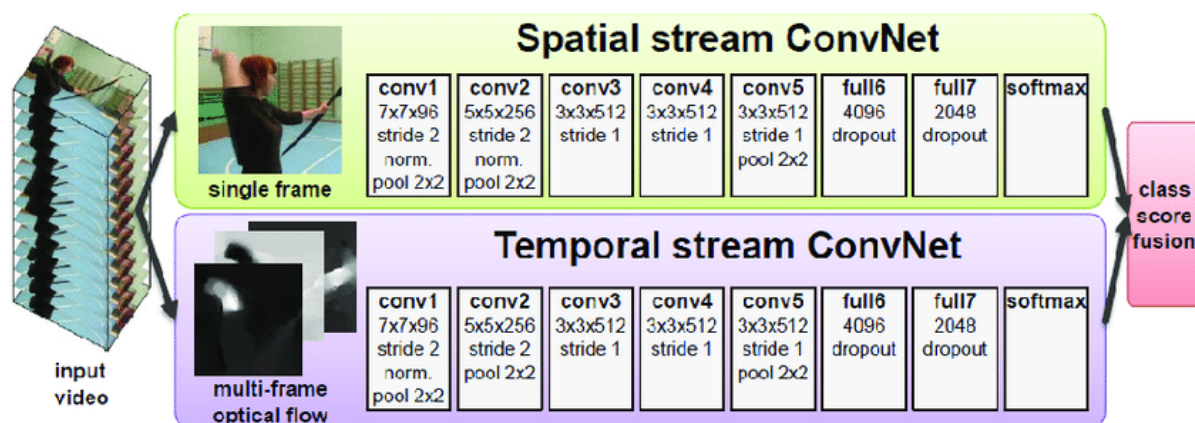 Spatial stream ConvNet
conv1
7x7x96
stride 2
norm.
pool 2x2
conv2
5x5x256
stride 2
norm.
pool 2x2
conv3
3x3x512
stride 1
conv4
3x3x512
stride 1
conv5
3x3x512
stride 1
pool 2x2
full6
4096
dropout
full7
2048
dropout
softmax
single frame
Temporal stream ConvNet
conv1
7x7x96
stride 2
norm.
pool 2x2
conv2
5x5x256
stride 2
pool 2x2
conv3
3x3x512
stride 1
conv4
3x3x512
stride 1
conv5
3x3x512
stride 1
pool 2x2
full6
4096
dropout
full7
2048
dropout
softmax
multi-frame
optical flow
input
video
class
score
fusion